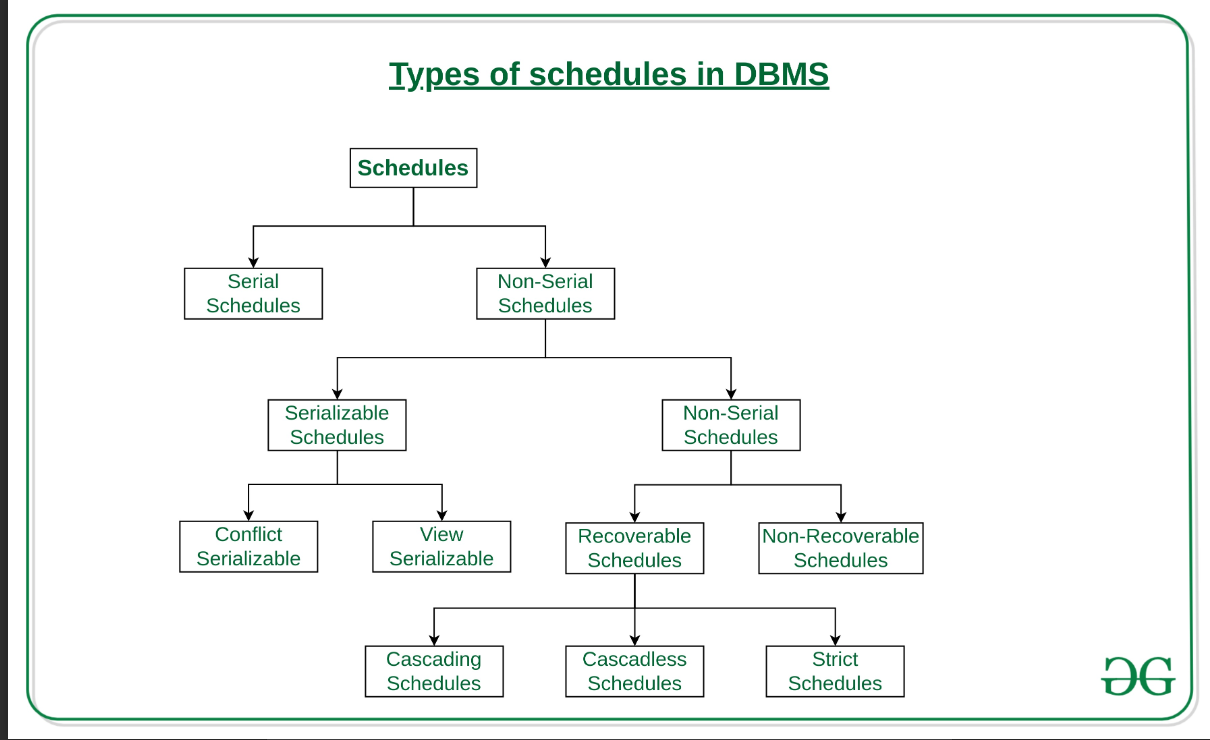 Types of schedules in DBMS
Schedules
Serial
Schedules
Non-Serial
Schedules
Serializable
Schedules
Non-Serial
Schedules
Conflict
Serializable
View
Serializable
Recoverable
Schedules
Non-Recoverable
Schedules
Cascading
Schedules
Cascadless
Schedules
Strict
Schedules